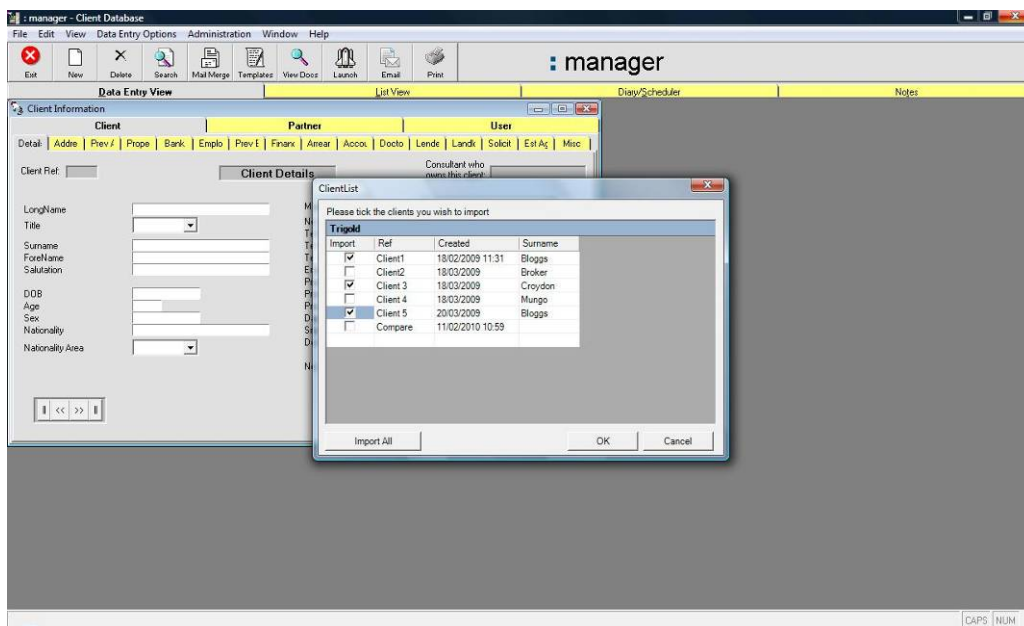 : manager - Client Database
File Edit View Data Entry Options Administration Window Help
Exit New Delete Search Mail Merge Templates View Docs Launch Email Print
: manager
Data Entry View List View Diary/Scheduler Notes
Client Information
Client Partner User
Detail Addre Prev A Prope Bank Emplo Prev E Financ Arrear Accou Docto Lende Landl Solicit Est Ag Misc
Client Ref:
Client Details
Consultant who
owns this client:
LongName
Title
Surname
ForeName
Salutation
DOB
Age
Sex
Nationality
Nationality Area
<< >>
ClientList
Please tick the clients you wish to import
Trigold
Import Ref Created Surname
Client1 18/02/2009 11:31 Bloggs
Client2 18/03/2009 Broker
Client 3 18/03/2009 Croydon
Client 4 18/03/2009 Mungo
Client 5 20/03/2009 Bloggs
Compare 11/02/2010 10:59
Import All OK Cancel
CAPS NUM